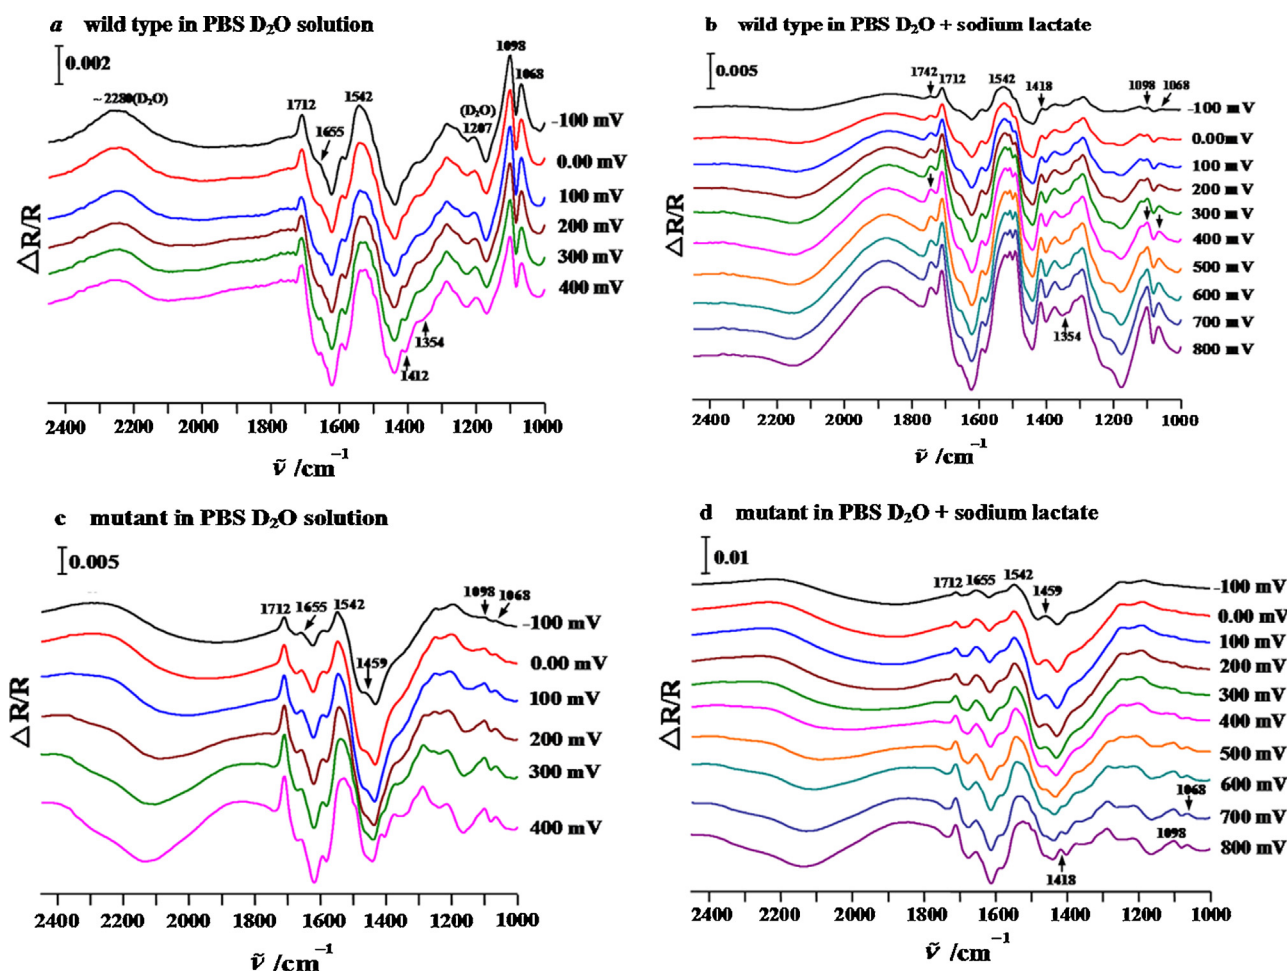 a wild type in PBS D₂O solution
0.002
~2280(D₂O)
1712
1655
1542
(D₂O)
1207
1098
1068
-100 mV
0.00 mV
100 mV
200 mV
300 mV
400 mV
1354
1412
ΔR/R
2400 2200 2000 1800 1600 1400 1200 1000
ṽ /cm⁻¹
b wild type in PBS D₂O + sodium lactate
0.005
1742
1712
1542
1418
1098
1068
-100 mV
0.00mV
100 mV
200 mV
300 mV
400 mV
500 mV
600 mV
700 mV
800 mV
1354
ΔR/R
2400 2200 2000 1800 1600 1400 1200 1000
ṽ /cm⁻¹
c mutant in PBS D₂O solution
0.005
1712
1655
1542
1459
1098
1068
-100 mV
0.00 mV
100 mV
200 mV
300 mV
400 mV
ΔR/R
2400 2200 2000 1800 1600 1400 1200 1000
ṽ /cm⁻¹
d mutant in PBS D₂O + sodium lactate
0.01
1712
1655
1542
1459
-100 mV
0.00 mV
100 mV
200 mV
300 mV
400 mV
500 mV
600 mV
1068
700 mV
1098
800 mV
1418
ΔR/R
2400 2200 2000 1800 1600 1400 1200 1000
ṽ /cm⁻¹